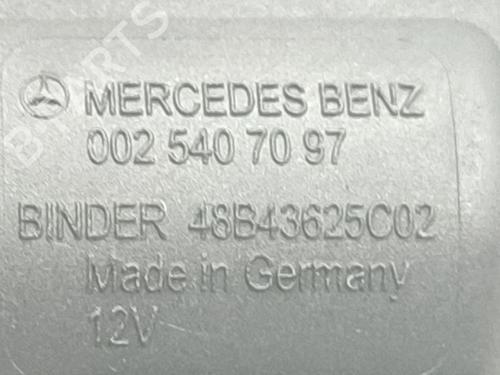 MERCEDES BENZ
002 540 70 97
BINDER 48B43625C02
Made in Germany
12V